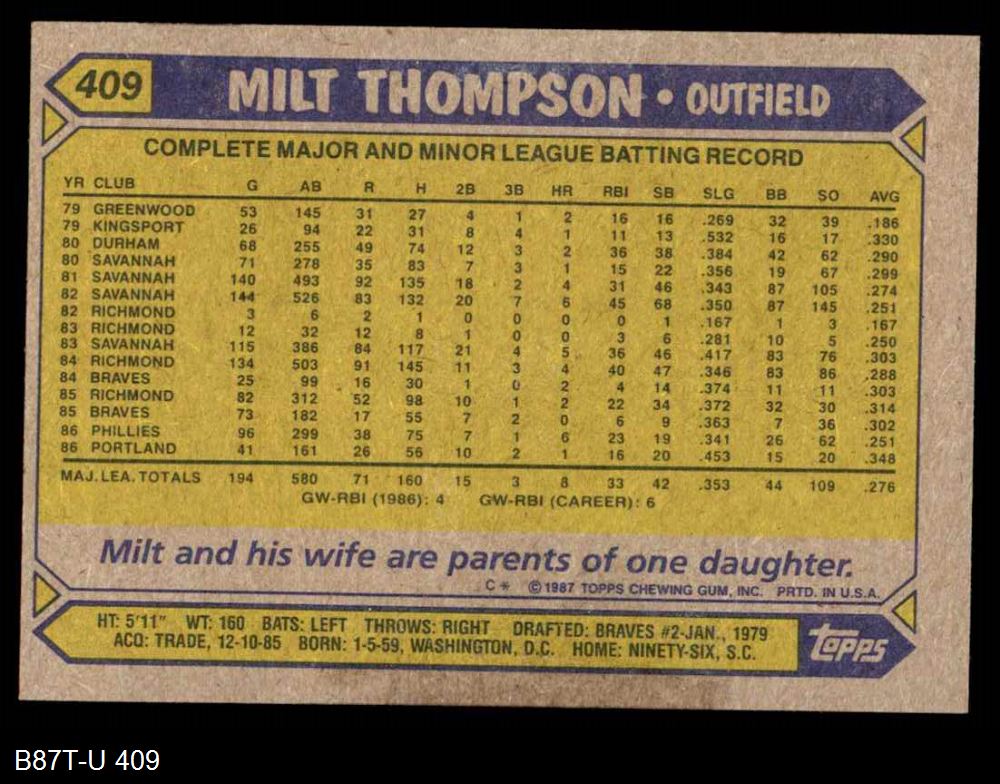 409
MILT THOMPSON • OUTFIELD
COMPLETE MAJOR AND MINOR LEAGUE BATTING RECORD
YR CLUB G AB R H 2B 3B HR RBI SB SLG BB SO AVG
79 GREENWOOD 53 145 31 27 4 1 2 16 16 .269 32 39 .186
79 KINGSPORT 26 94 22 31 8 4 1 11 13 .532 16 17 .330
80 DURHAM 68 255 49 74 12 3 2 36 38 .384 42 62 .290
80 SAVANNAH 71 278 35 83 7 3 1 15 22 .356 19 67 .299
81 SAVANNAH 140 493 92 135 18 2 4 31 46 .343 87 105 .274
82 SAVANNAH 144 526 83 132 20 7 6 45 68 .350 87 145 .251
82 RICHMOND 3 6 2 1 0 0 0 0 1 .167 1 3 .167
83 RICHMOND 12 32 12 8 1 0 0 3 6 .281 10 5 .250
83 SAVANNAH 115 386 84 117 21 4 5 36 46 .417 83 76 .303
84 RICHMOND 134 503 91 145 11 3 4 40 47 .346 83 86 .288
84 BRAVES 25 99 16 30 1 0 2 4 14 .374 11 11 .303
85 RICHMOND 82 312 52 98 10 1 2 22 34 .372 32 30 .314
85 BRAVES 73 182 17 55 7 2 0 6 9 .363 7 36 .302
86 PHILLIES 96 299 38 75 7 1 6 23 19 .341 26 62 .251
86 PORTLAND 41 161 26 56 10 2 1 16 20 .453 15 20 .348
MAJ. LEA. TOTALS 194 580 71 160 15 3 8 33 42 .353 44 109 .276
GW-RBI (1986): 4 GW-RBI (CAREER): 6
Milt and his wife are parents of one daughter.
C* ©1987 TOPPS CHEWING GUM, INC. PRTD. IN U.S.A.
HT: 5'11" WT: 160 BATS: LEFT THROWS: RIGHT DRAFTED: BRAVES #2-JAN., 1979
ACQ: TRADE, 12-10-85 BORN: 1-5-59, WASHINGTON, D.C. HOME: NINETY-SIX, S.C.
topps
B87T-U 409